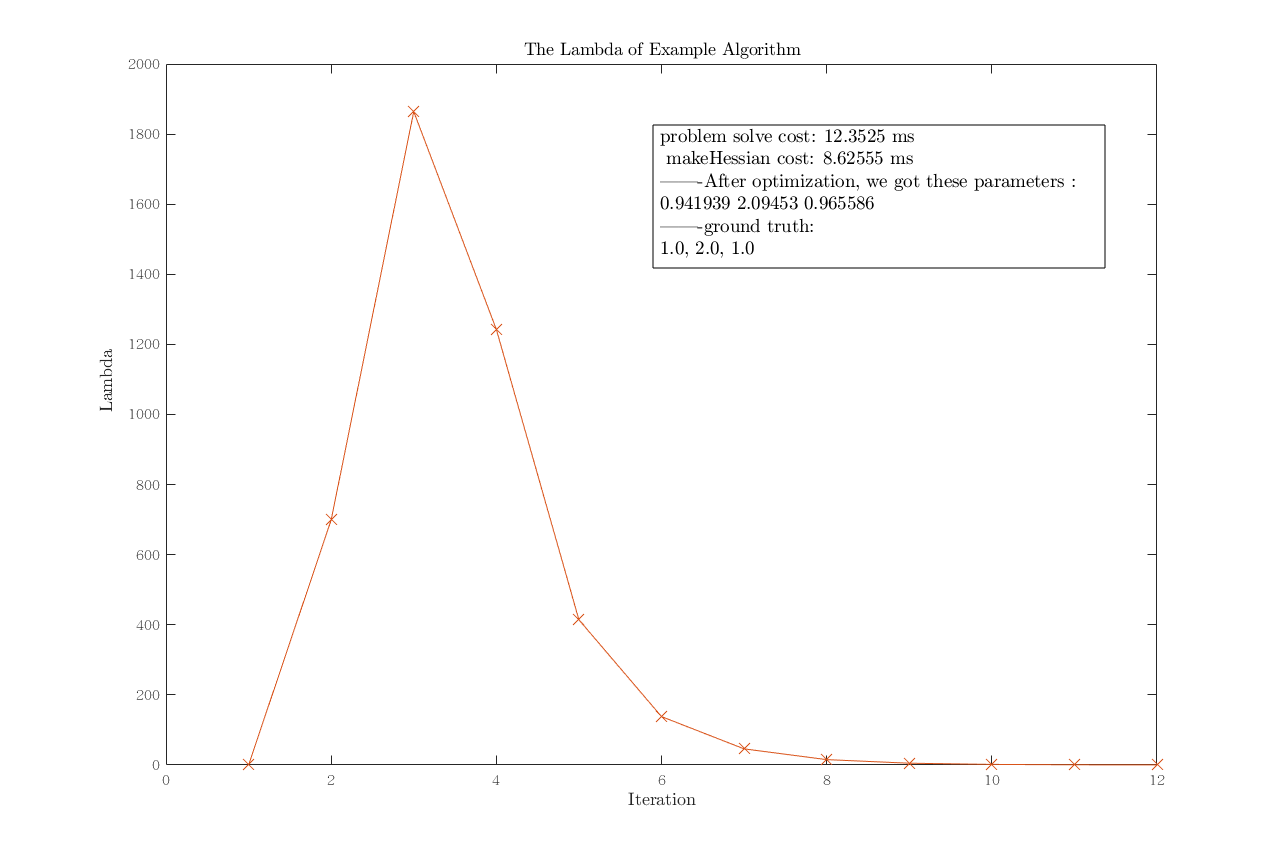 The Lambda of Example Algorithm
2000
1800
1600
1400
1200
1000
800
600
400
200
0
Lambda
problem solve cost: 12.3525 ms
makeHessian cost: 8.62555 ms
——-After optimization, we got these parameters :
0.941939 2.09453 0.965586
——-ground truth:
1.0, 2.0, 1.0
0 2 4 6 8 10 12
Iteration